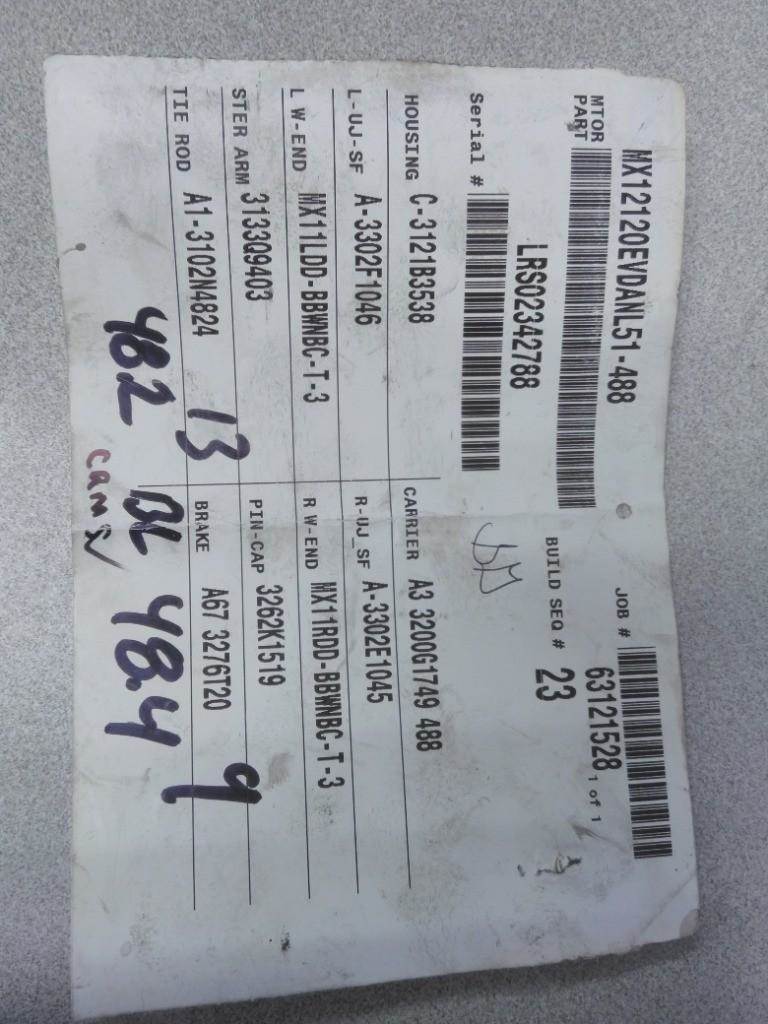 MX12120EVDANL51-488
JOB # 63121528 1 of 1
MTOR PART
LRS02342788
BUILD SEQ # 23
Serial #
HOUSING C-3121B3538 CARRIER A3 3200G1749 488
L-UJ-SF A-3302F1046 R-UJ_SF A-3302E1045
L W-END MX11LDD-BBWNBC-T-3 R W-END MX11RDD-BBWNBC-T-3
STER ARM 3133Q9403 PIN-CAP 3262K1519
TIE ROD A1-3102N4824 BRAKE A67 3276T20
13 9
48.4